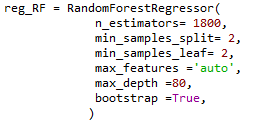 reg_RF = RandomForestRegressor(
n_estimators= 1800,
min_samples_split= 2,
min_samples_leaf= 2,
max_features ='auto',
max_depth =80,
bootstrap =True,
)